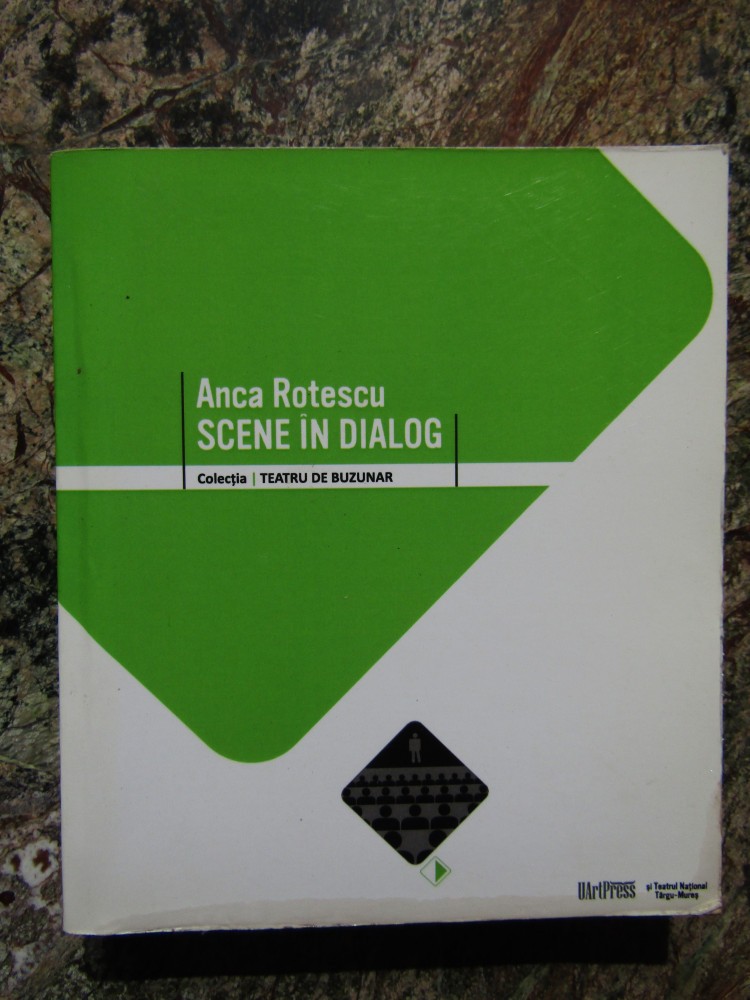 Anca Rotescu
SCENE ÎN DIALOG
Colecția | TEATRU DE BUZUNAR
UArtPress
și Teatrul Național
Târgu-Mureș